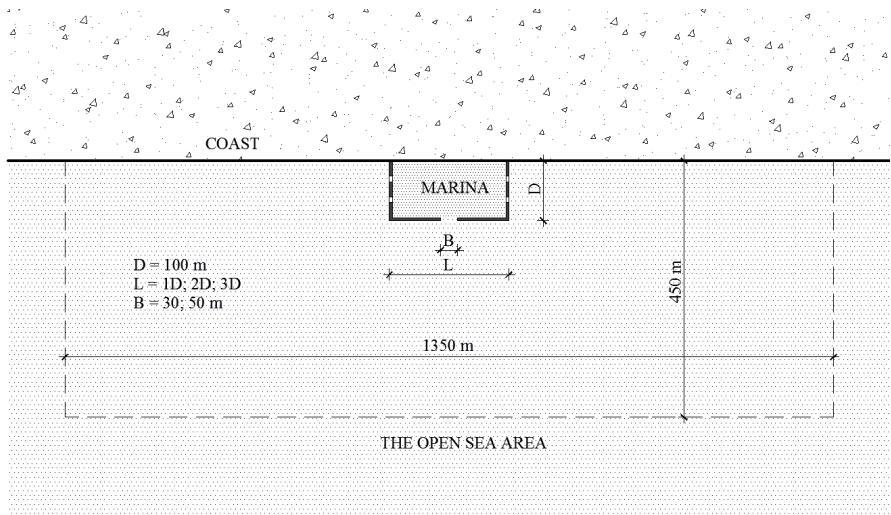 COAST
MARINA
D
B
L
D = 100 m
L = 1D; 2D; 3D
B = 30; 50 m
450 m
1350 m
THE OPEN SEA AREA